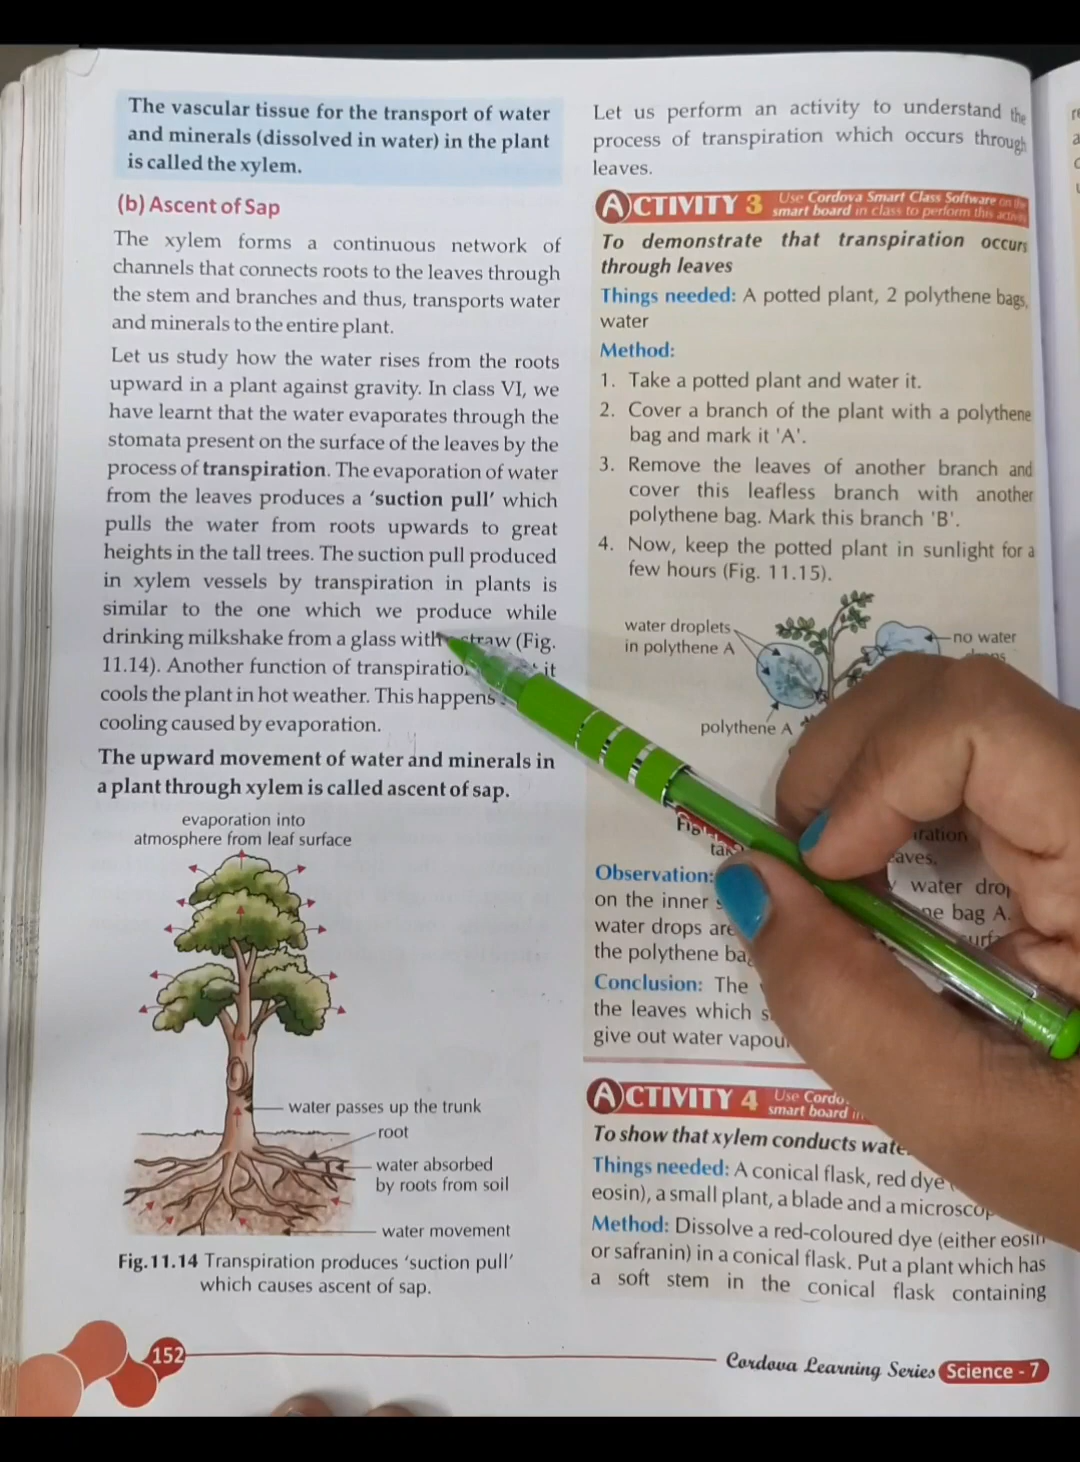 The vascular tissue for the transport of water
and minerals (dissolved in water) in the plant
is called the xylem.
(b) Ascent of Sap
The xylem forms a continuous network of
channels that connects roots to the leaves through
the stem and branches and thus, transports water
and minerals to the entire plant.
Let us study how the water rises from the roots
upward in a plant against gravity. In class VI, we
have learnt that the water evaporates through the
stomata present on the surface of the leaves by the
process of transpiration. The evaporation of water
from the leaves produces a ‘suction pull’ which
pulls the water from roots upwards to great
heights in the tall trees. The suction pull produced
in xylem vessels by transpiration in plants is
similar to the one which we produce while
drinking milkshake from a glass with straw (Fig.
11.14). Another function of it
cools the plant in hot weather. This happens
cooling caused by evaporation.
The upward movement of water and minerals in
a plant through xylem is called ascent of sap.
evaporation into
atmosphere from leaf surface
water passes up the trunk
root
water absorbed
by roots from soil
water movement
Fig.11.14 Transpiration produces ‘suction pull’
which causes ascent of sap.
Let us perform an activity to understand the
process of transpiration which occurs through
leaves.
ACTIVITY 3 Use Cordova Smart Class Software on the
smart board in class to perform this activity
To demonstrate that transpiration occurs
through leaves
Things needed: A potted plant, 2 polythene bags,
water
Method:
1. Take a potted plant and water it.
2. Cover a branch of the plant with a polythene
bag and mark it 'A'.
3. Remove the leaves of another branch and
cover this leafless branch with another
polythene bag. Mark this branch 'B'.
4. Now, keep the potted plant in sunlight for a
few hours (Fig. 11.15).
water droplets
in polythene A
no water
polythene A
Observation:
water
on the inner bag A.
water drops are
the polythene
Conclusion: The
the leaves which
give out water
ACTIVITY 4 Use
smart board
To show that xylem conducts
Things needed: A conical flask, red dye
eosin), a small plant, a blade and a
Method: Dissolve a red-coloured dye (either eosin
or safranin) in a conical flask. Put a plant which has
a soft stem in the conical flask containing
152
Cordova Learning Series Science - 7